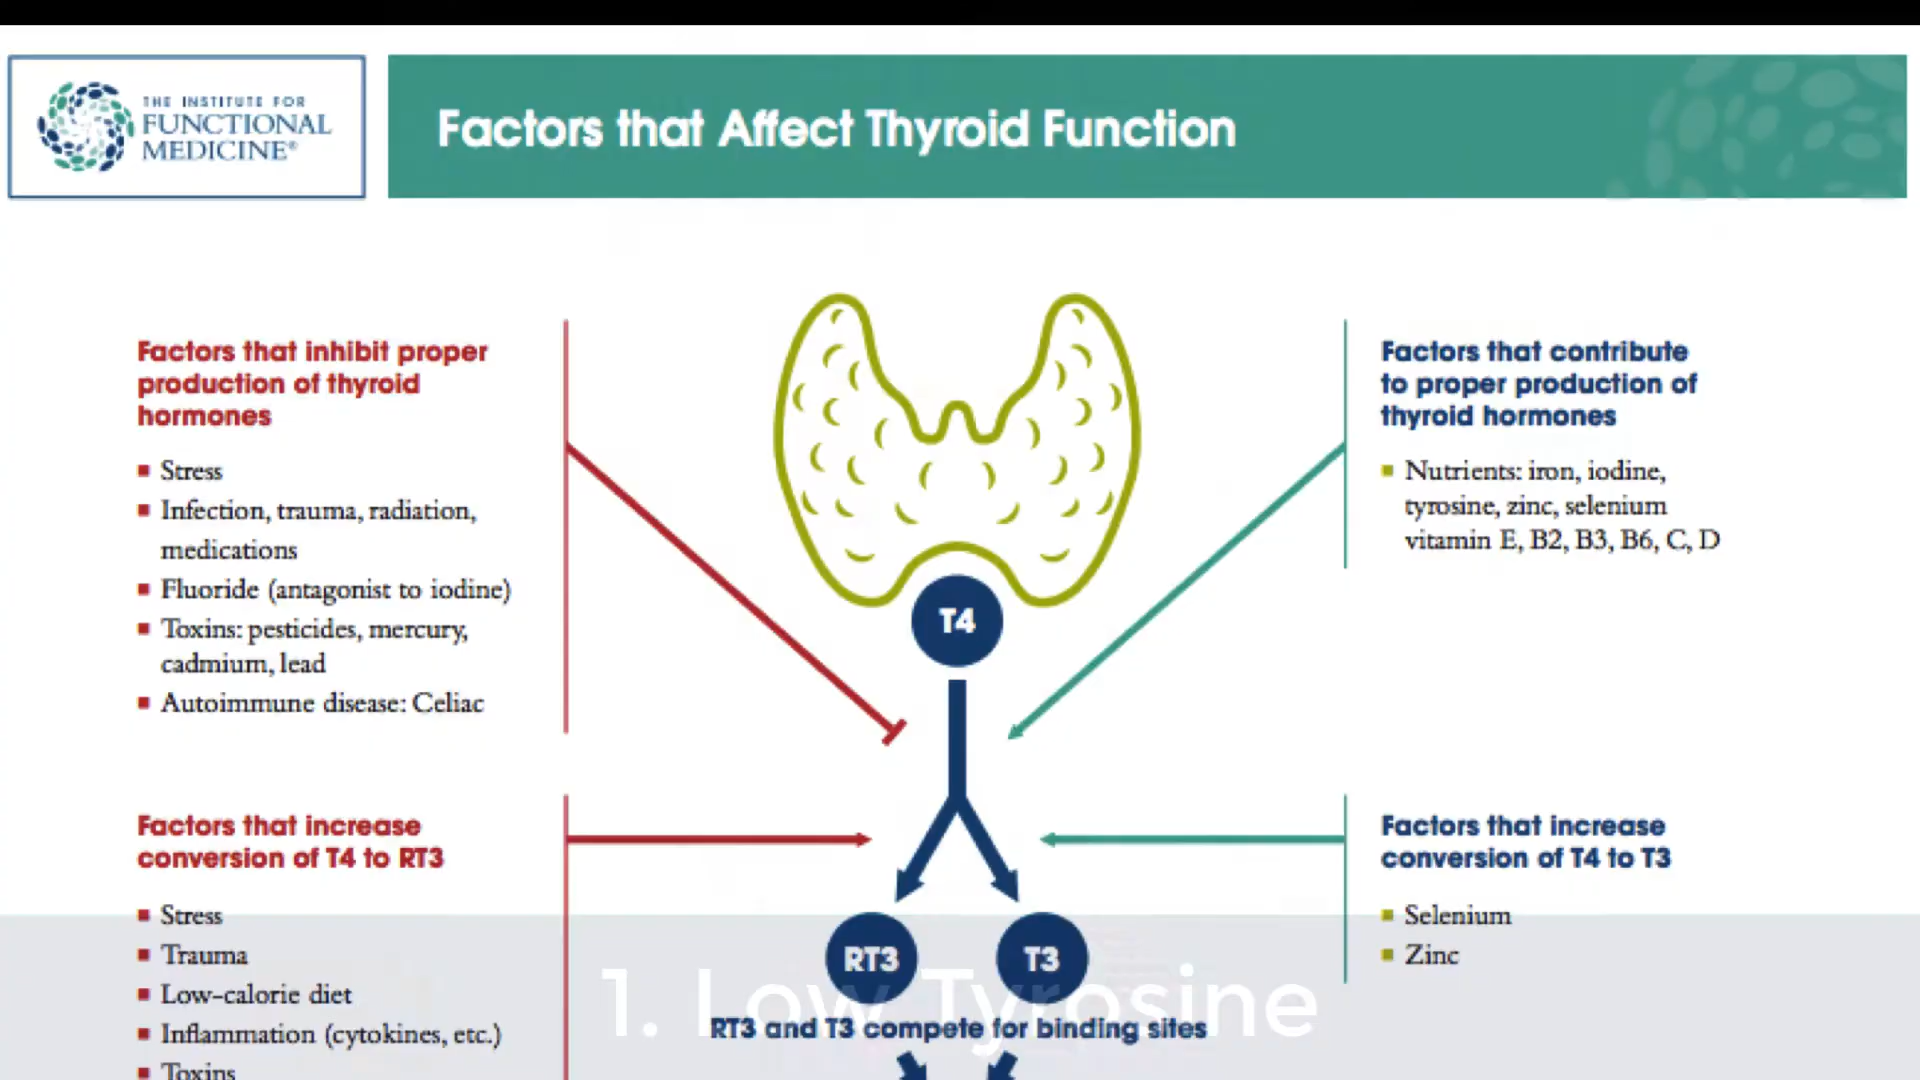 THE INSTITUTE FOR
FUNCTIONAL
MEDICINE®
Factors that Affect Thyroid Function
Factors that inhibit proper
production of thyroid
hormones
Stress
Infection, trauma, radiation,
medications
Fluoride (antagonist to iodine)
Toxins: pesticides, mercury,
cadmium, lead
Autoimmune disease: Celiac
Factors that contribute
to proper production of
thyroid hormones
Nutrients: iron, iodine,
tyrosine, zinc, selenium
vitamin E, B2, B3, B6, C, D
T4
Factors that increase
conversion of T4 to RT3
Stress
Trauma
Low-calorie diet
Inflammation (cytokines, etc.)
Toxins
RT3
T3
RT3 and T3 compete for binding sites
Factors that increase
conversion of T4 to T3
Selenium
Zinc
1. Low Tyrosine